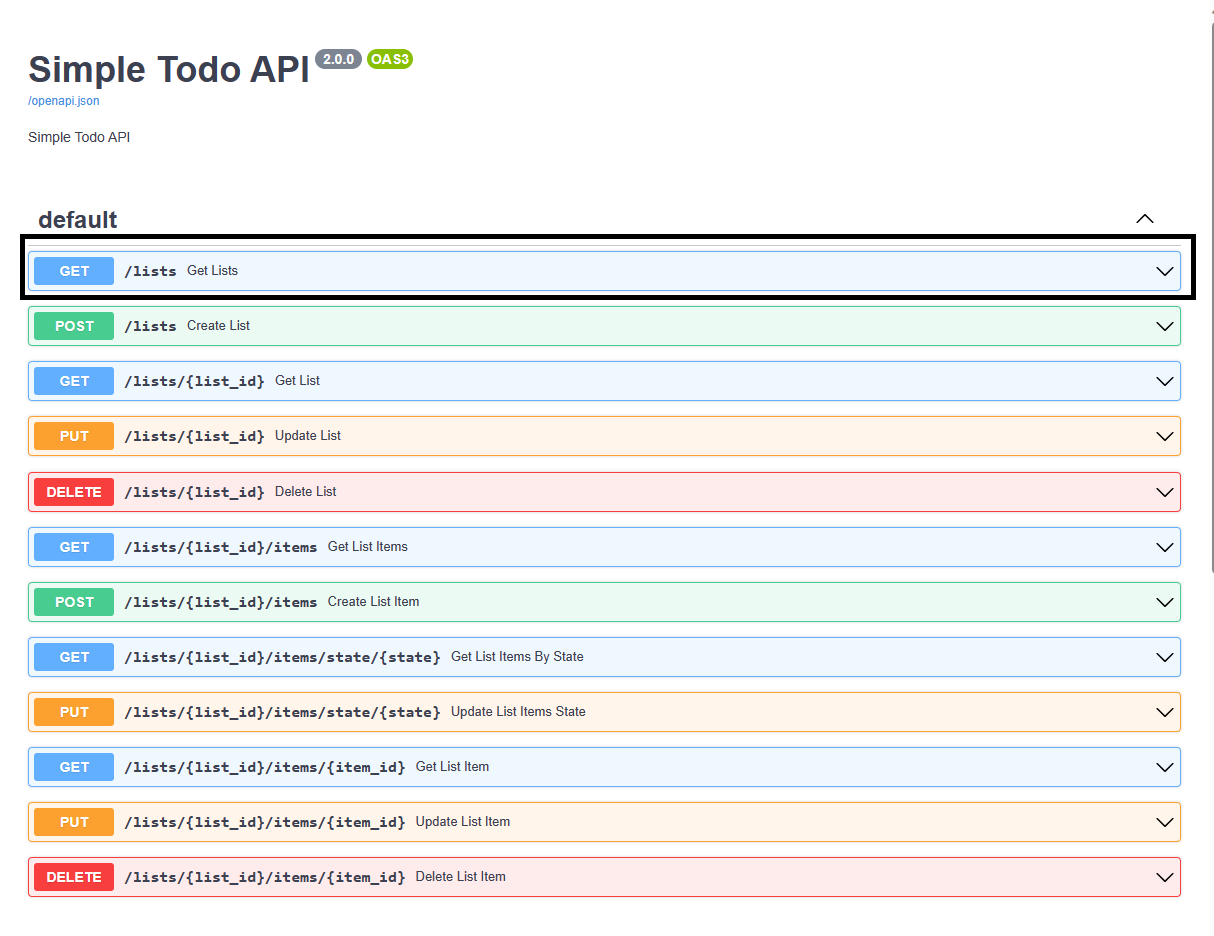 Simple Todo API 2.0.0 OAS3
/openapi.json
Simple Todo API
default
GET /lists Get Lists
POST /lists Create List
GET /lists/{list_id} Get List
PUT /lists/{list_id} Update List
DELETE /lists/{list_id} Delete List
GET /lists/{list_id}/items Get List Items
POST /lists/{list_id}/items Create List Item
GET /lists/{list_id}/items/state/{state} Get List Items By State
PUT /lists/{list_id}/items/state/{state} Update List Items State
GET /lists/{list_id}/items/{item_id} Get List Item
PUT /lists/{list_id}/items/{item_id} Update List Item
DELETE /lists/{list_id}/items/{item_id} Delete List Item